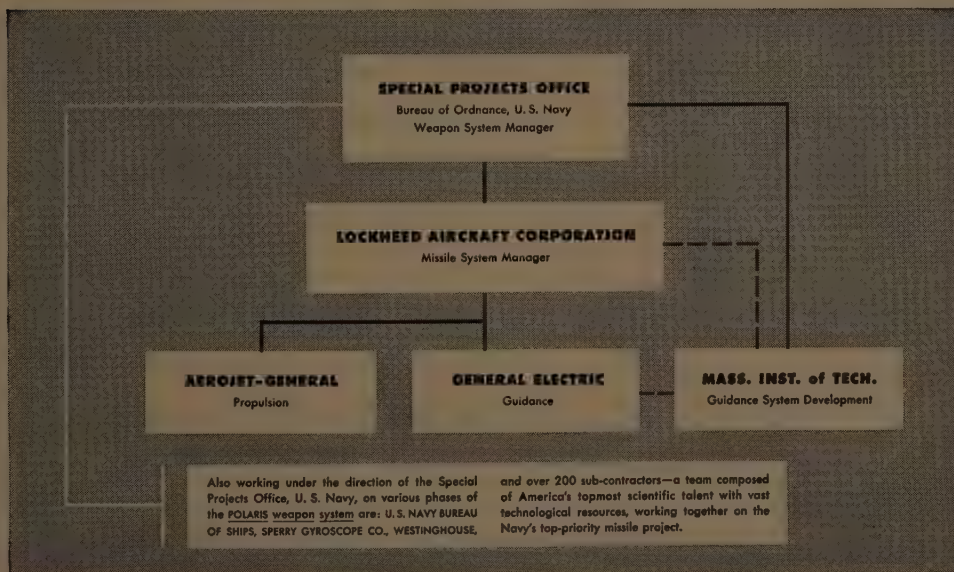 SPECIAL PROJECTS OFFICE
Bureau of Ordnance, U. S. Navy
Weapon System Manager
LOCKHEED AIRCRAFT CORPORATION
Missile System Manager
AEROJET-GENERAL
Propulsion
GENERAL ELECTRIC
Guidance
MASS. INST. of TECH.
Guidance System Development
Also working under the direction of the Special
Projects Office, U. S. Navy, on various phases of
the POLARIS weapon system are: U. S. NAVY BUREAU
OF SHIPS, SPERRY GYROSCOPE CO., WESTINGHOUSE,
and over 200 sub-contractors—a team composed
of America's topmost scientific talent with vast
technological resources, working together on the
Navy's top-priority missile project.